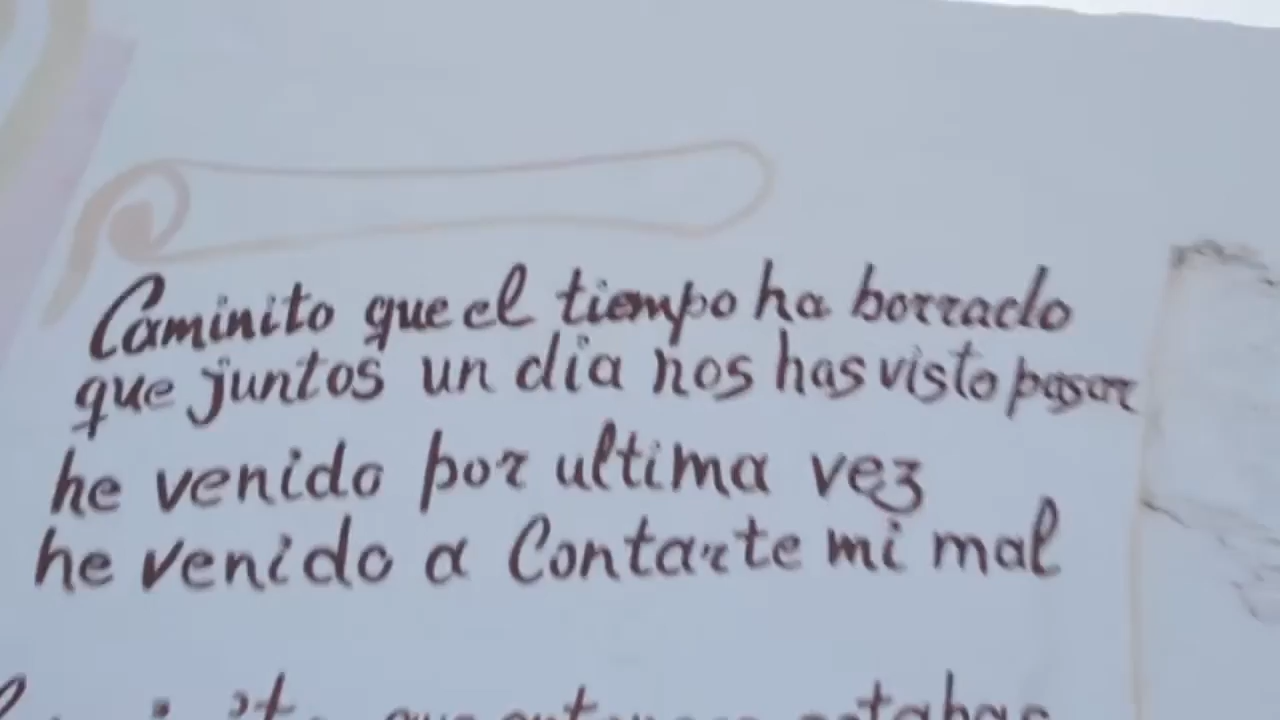 Caminito que el tiempo ha borrado
que juntos un dia nos has visto pasar
he venido por ultima vez
he venido a Contarte mi mal